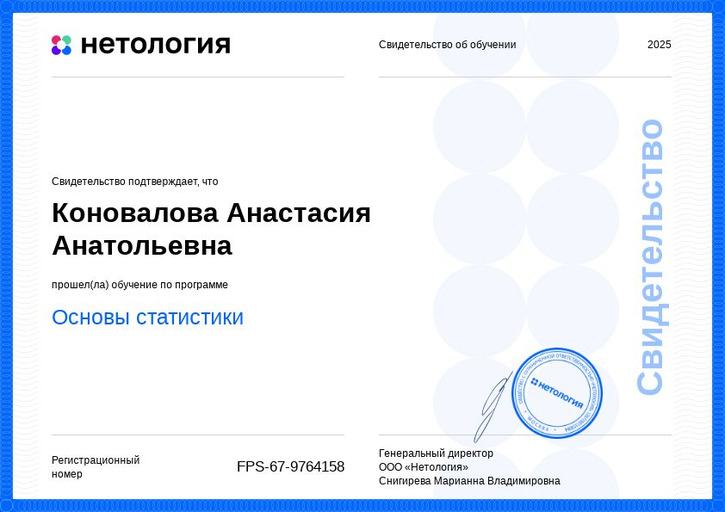 нетология
Свидетельство об обучении
2025
Свидетельство подтверждает, что
Коновалова Анастасия
Анатольевна
прошел(ла) обучение по программе
Основы статистики
Свидетельство
нетология
МОСКВА
Регистрационный
номер
FPS-67-9764158
Генеральный директор
ООО «Нетология»
Снигирева Марианна Владимировна